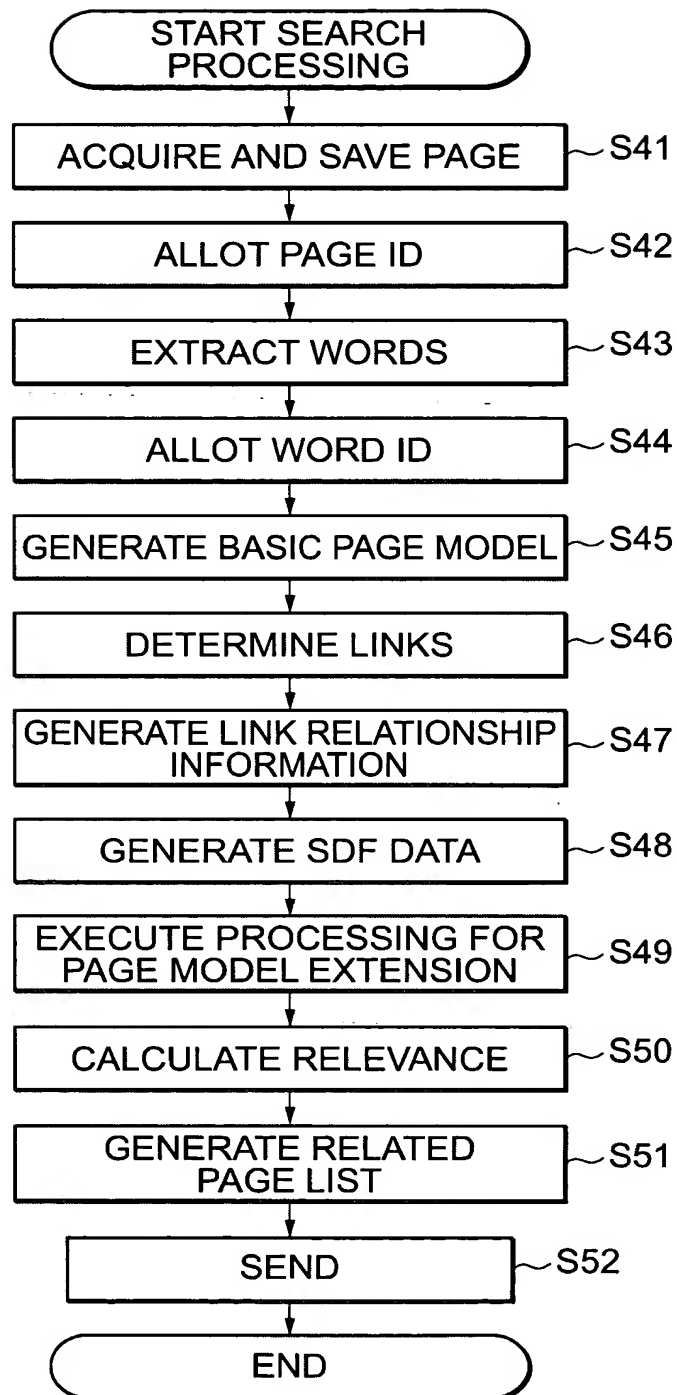 START SEARCH
PROCESSING
ACQUIRE AND SAVE PAGE
S41
ALLOT PAGE ID
S42
EXTRACT WORDS
S43
ALLOT WORD ID
S44
GENERATE BASIC PAGE MODEL
S45
DETERMINE LINKS
S46
GENERATE LINK RELATIONSHIP
INFORMATION
S47
GENERATE SDF DATA
S48
EXECUTE PROCESSING FOR
PAGE MODEL EXTENSION
S49
CALCULATE RELEVANCE
S50
GENERATE RELATED
PAGE LIST
S51
SEND
S52
END